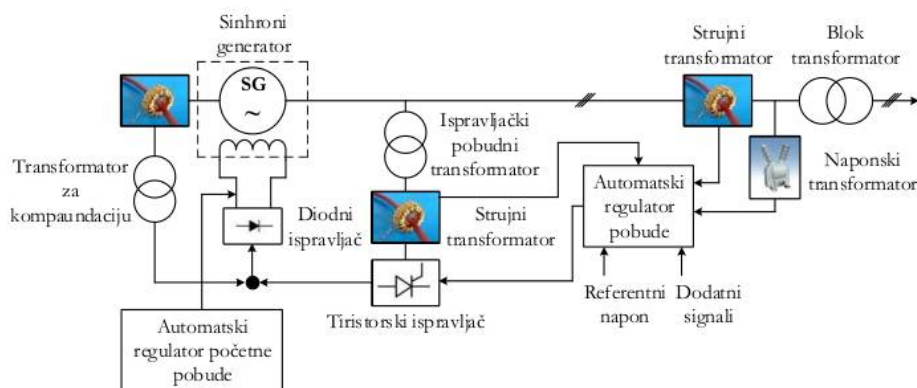 Sinhroni
generator
SG
~
Strujni
transformator
Blok
transformator
Transformator
za
kompaundaciju
Ispravljački
pobudni
transformator
Naponski
transformator
Automatski
regulator
pobude
Diodni
ispravljač
Strujni
transformator
Referentni
napon
Dodatni
signali
Tiristorski ispravljač
Automatski
regulator početne
pobude